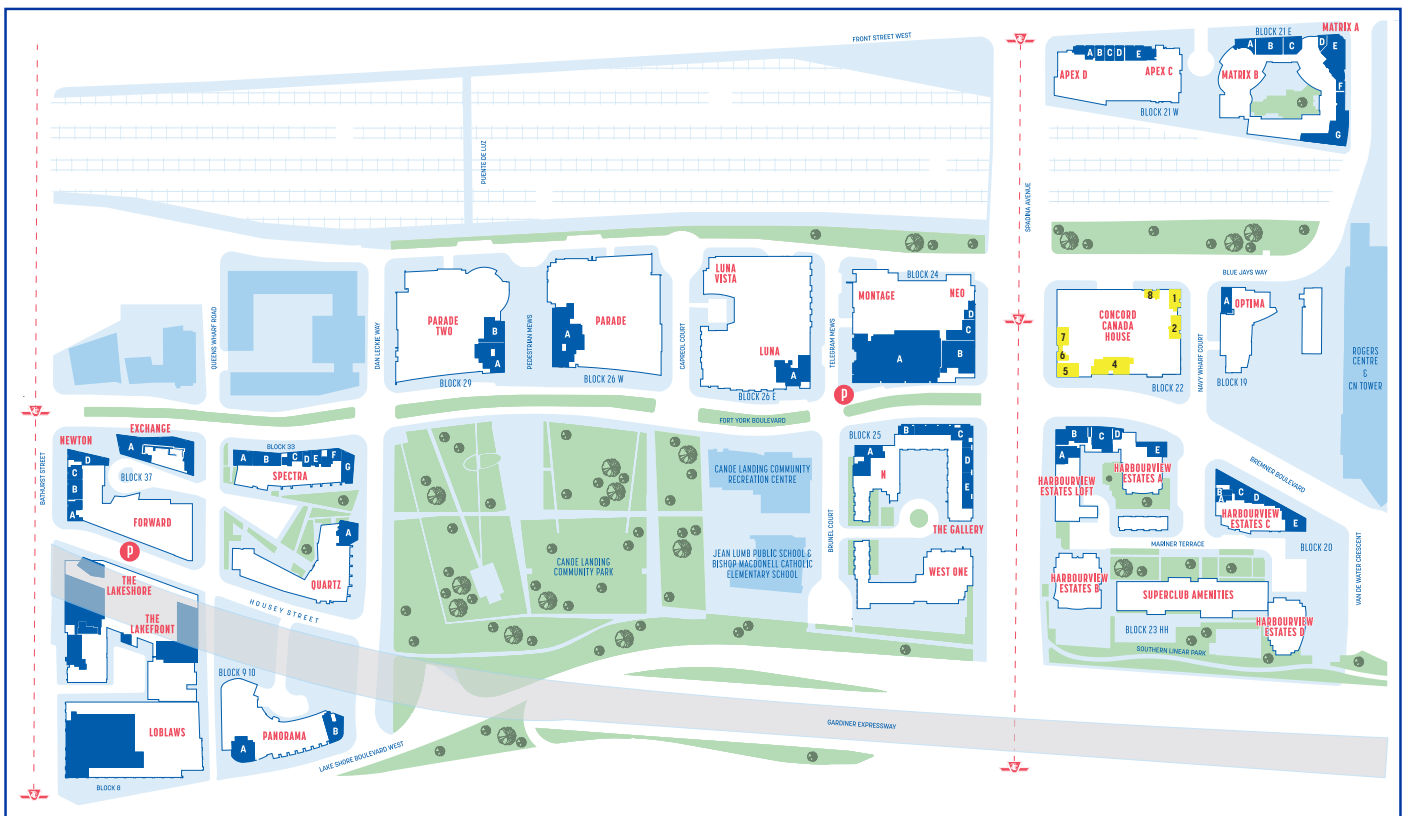 FRONT STREET WEST
PUENTE DE LUZ
SPADINA AVENUE
BLOCK 21 E
MATRIX A
A
B
C
D
E
APEX D
APEX C
BLOCK 21 W
A
B
C
D
E
F
G
MATRIX B
BLUE JAYS WAY
QUEENS WHARF ROAD
DAN LECKIE WAY
PARADE
TWO
B
A
BLOCK 29
PEDESTRIAN MEWS
A
PARADE
BLOCK 26 W
CAPREOL COURT
LUNA
VISTA
LUNA
A
BLOCK 26 E
TELEGRAM MEWS
BLOCK 24
MONTAGE
NEO
D
C
B
A
P
CONCORD
CANADA
HOUSE
8
1
2
7
6
5
4
BLOCK 22
NAVY WHARF COURT
A
OPTIMA
BLOCK 19
ROGERS
CENTRE
&
CN TOWER
FORT YORK BOULEVARD
BATHURST STREET
NEWTON
EXCHANGE
A
D
C
B
A
BLOCK 37
FORWARD
P
BLOCK 33
A
B
C
D
E
F
G
SPECTRA
A
QUARTZ
HOUSEY STREET
THE
LAKESHORE
THE
LAKEFRONT
LOBLAWS
BLOCK 8
BLOCK 9 10
PANORAMA
A
B
LAKE SHORE BOULEVARD WEST
CANOE LANDING
COMMUNITY PARK
CANOE LANDING COMMUNITY
RECREATION CENTRE
JEAN LUMB PUBLIC SCHOOL &
BISHOP MACDONELL CATHOLIC
ELEMENTARY SCHOOL
BRUNEL COURT
BLOCK 25
A
B
C
D
E
N
THE GALLERY
WEST ONE
GARDINER EXPRESSWAY
A
B
C
D
E
HARBOURVIEW
ESTATES LOFT
HARBOURVIEW
ESTATES A
BREMNER BOULEVARD
A
B
C
D
E
HARBOURVIEW
ESTATES C
BLOCK 20
MARINER TERRACE
VAN DE WATER CRESCENT
HARBOURVIEW
ESTATES B
SUPERCLUB AMENITIES
HARBOURVIEW
ESTATES D
BLOCK 23 HH
SOUTHERN LINEAR PARK